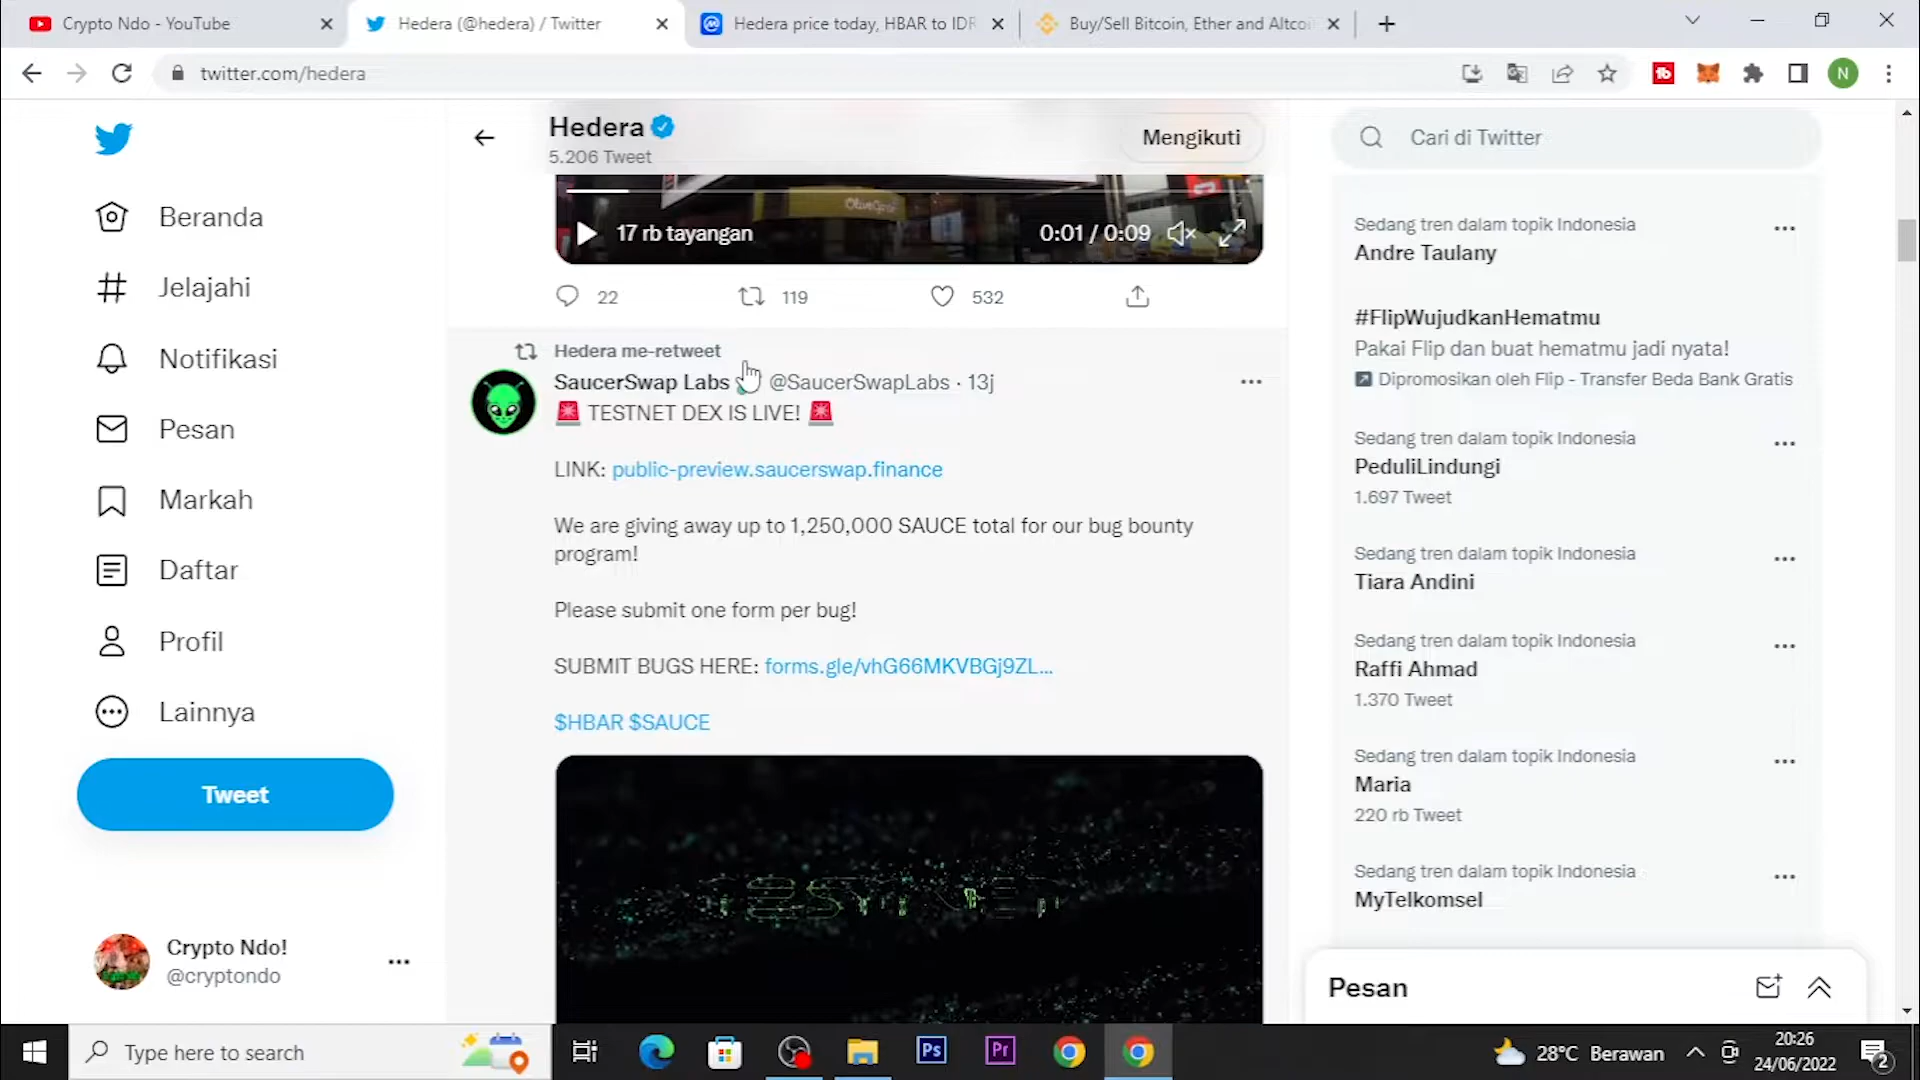 Crypto Ndo - YouTube
Hedera (@hedera) / Twitter
Hedera price today, HBAR to IDR
Buy/Sell Bitcoin, Ether and Altcoi
twitter.com/hedera
N
Hedera
5.206 Tweet
Mengikuti
Cari di Twitter
Beranda
Jelajahi
Notifikasi
Pesan
Markah
Daftar
Profil
Lainnya
Tweet
Crypto Ndo!
@cryptondo
17 rb tayangan
0:01 / 0:09
22
119
532
Hedera me-retweet
SaucerSwap Labs @SaucerSwapLabs · 13j
🚨 TESTNET DEX IS LIVE! 🚨
LINK: public-preview.saucerswap.finance
We are giving away up to 1,250,000 SAUCE total for our bug bounty
program!
Please submit one form per bug!
SUBMIT BUGS HERE: forms.gle/vhG66MKVBGj9ZL...
$HBAR $SAUCE
Sedang tren dalam topik Indonesia
Andre Taulany
#FlipWujudkanHematmu
Pakai Flip dan buat hematmu jadi nyata!
Dipromosikan oleh Flip - Transfer Beda Bank Gratis
Sedang tren dalam topik Indonesia
PeduliLindungi
1.697 Tweet
Sedang tren dalam topik Indonesia
Tiara Andini
Sedang tren dalam topik Indonesia
Raffi Ahmad
1.370 Tweet
Sedang tren dalam topik Indonesia
Maria
220 rb Tweet
Sedang tren dalam topik Indonesia
MyTelkomsel
Pesan
Type here to search
Ps
Pr
28°C Berawan
20:26
24/06/2022
2